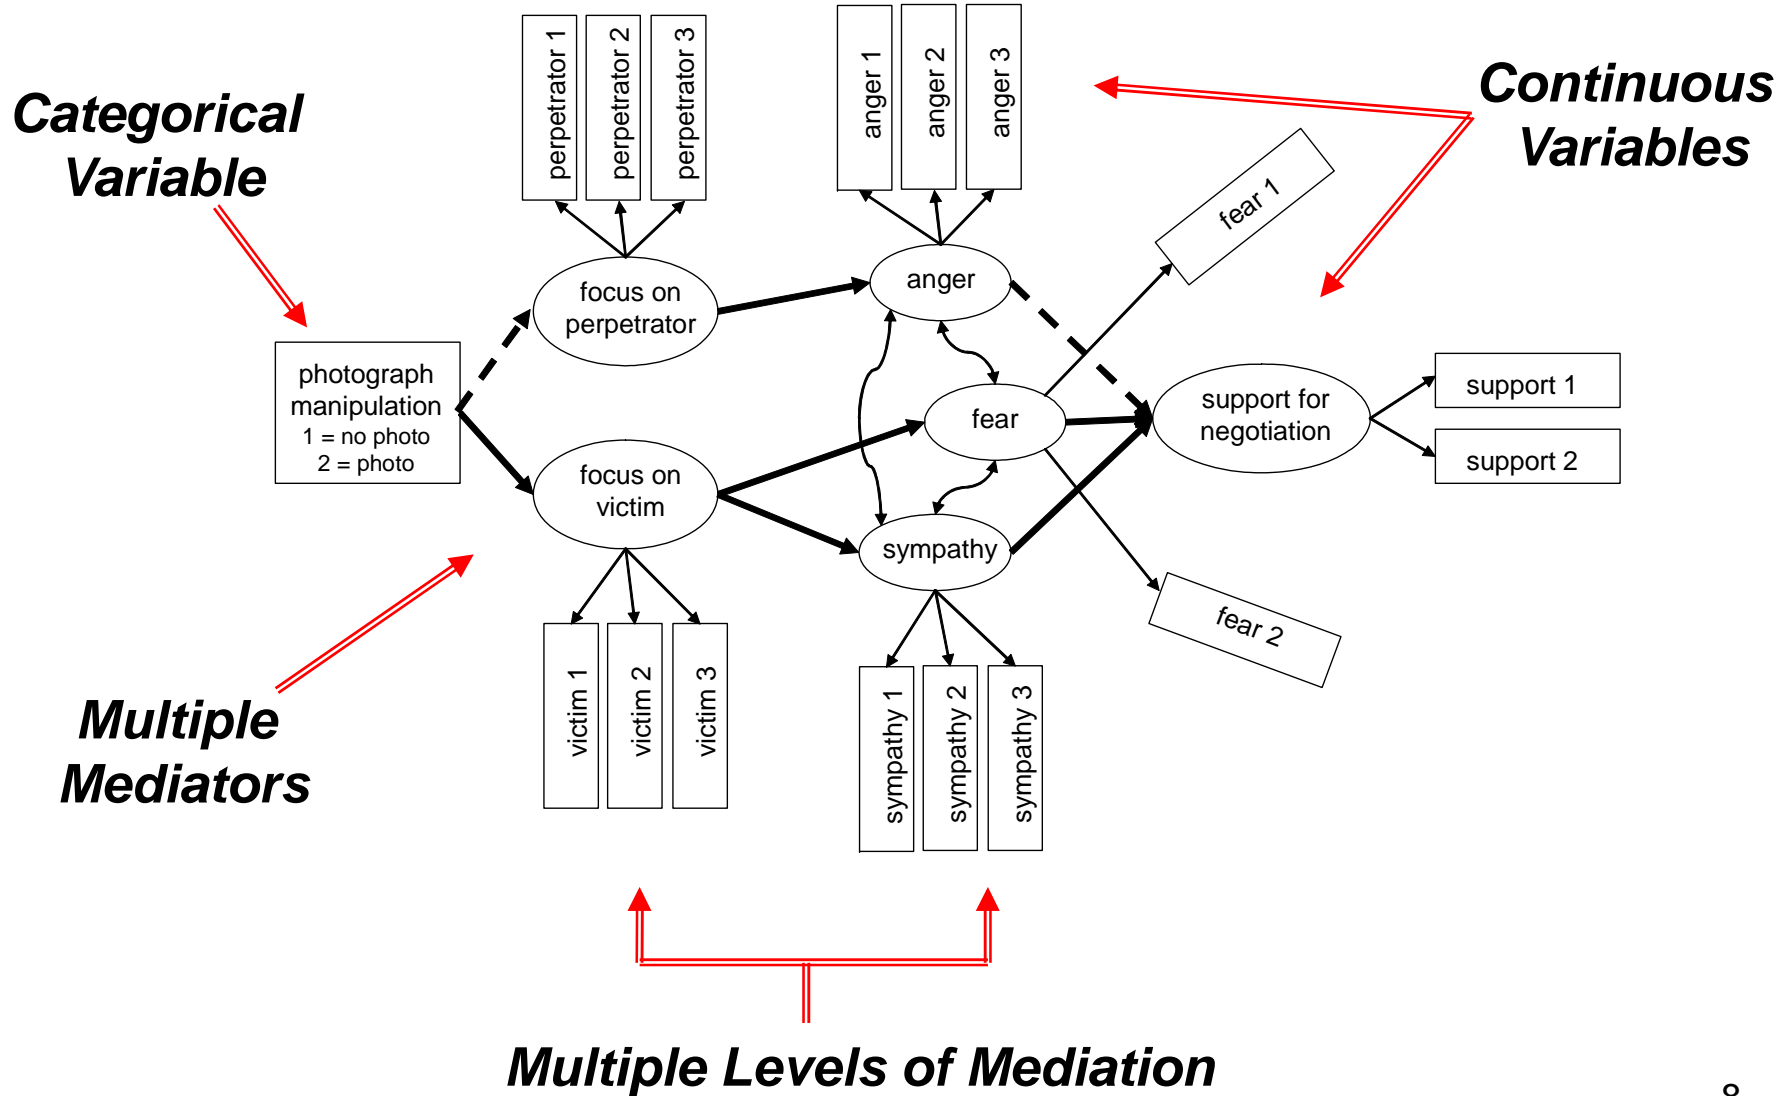 perpetrator 1
perpetrator 2
perpetrator 3
anger 1
anger 2
anger 3
Categorical
Variable
Continuous
Variables
fear 1
focus on
perpetrator
anger
photograph
manipulation
1 = no photo
2 = photo
fear
support for
negotiation
support 1
support 2
focus on
victim
sympathy
fear 2
victim 1
victim 2
victim 3
sympathy 1
sympathy 2
sympathy 3
Multiple
Mediators
Multiple Levels of Mediation